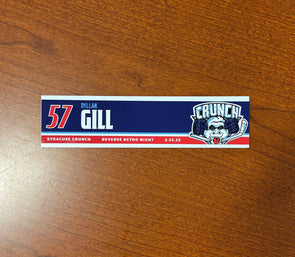 57
DYLLAN
GILL
CRUNCH
SYRACUSE CRUNCH REVERSE RETRO NIGHT 3.22.25